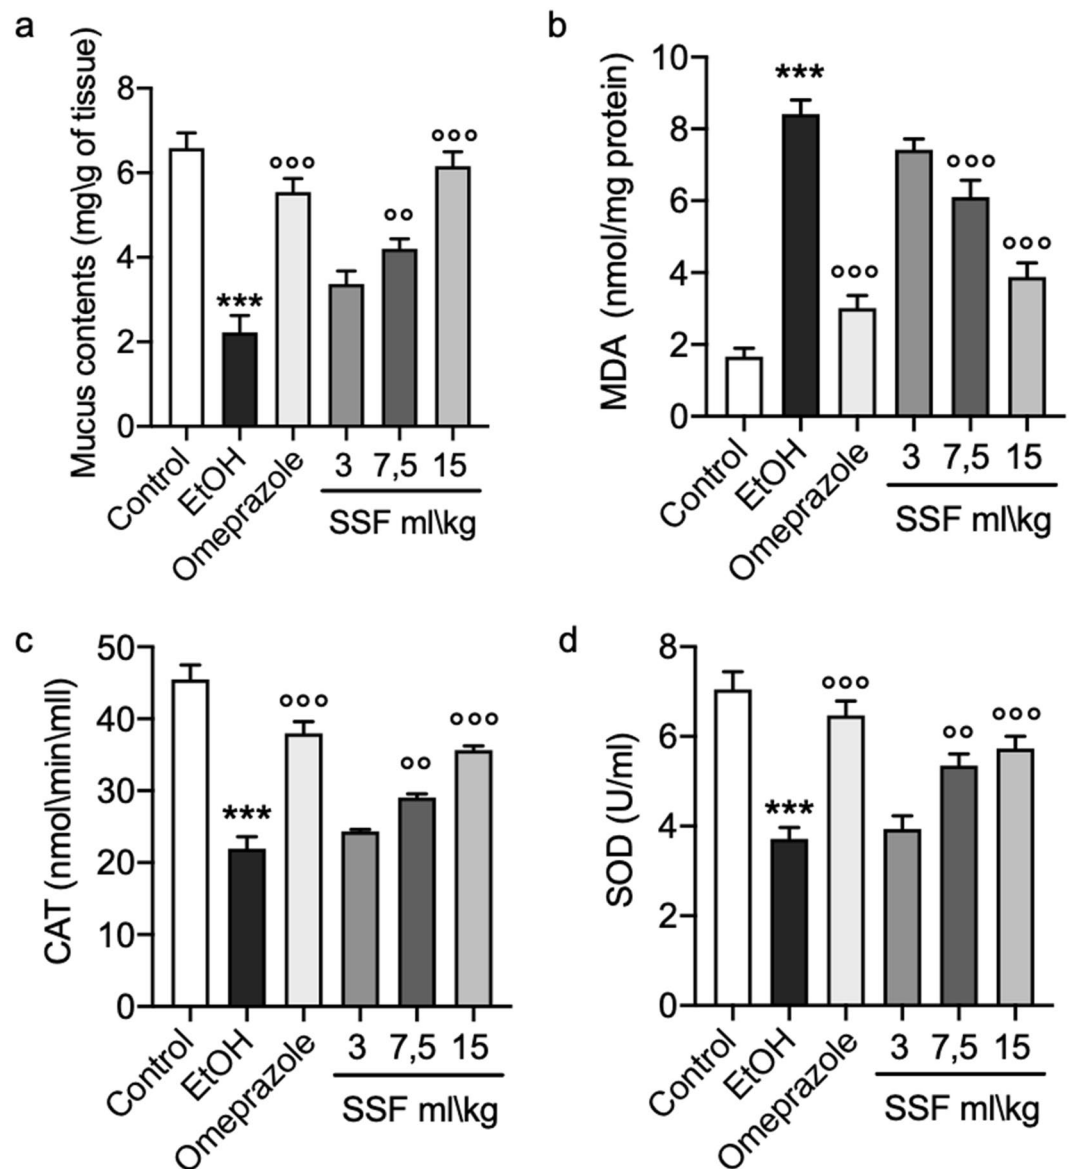 a
Mucus contents (mg\g of tissue)
8
6
4
2
0
***
°°°
°°
°°°
Control
EtOH
Omeprazole
3 7,5 15
SSF ml\kg
b
MDA (nmol/mg protein)
10
8
6
4
2
0
***
°°°
°°°
°°°
Control
EtOH
Omeprazole
3 7,5 15
SSF ml\kg
c
CAT (nmol\min\mll)
50
40
30
20
10
0
***
°°°
°°
°°°
Control
EtOH
Omeprazole
3 7,5 15
SSF ml\kg
d
SOD (U/ml)
8
6
4
2
0
***
°°°
°°
°°°
Control
EtOH
Omeprazole
3 7,5 15
SSF ml\kg